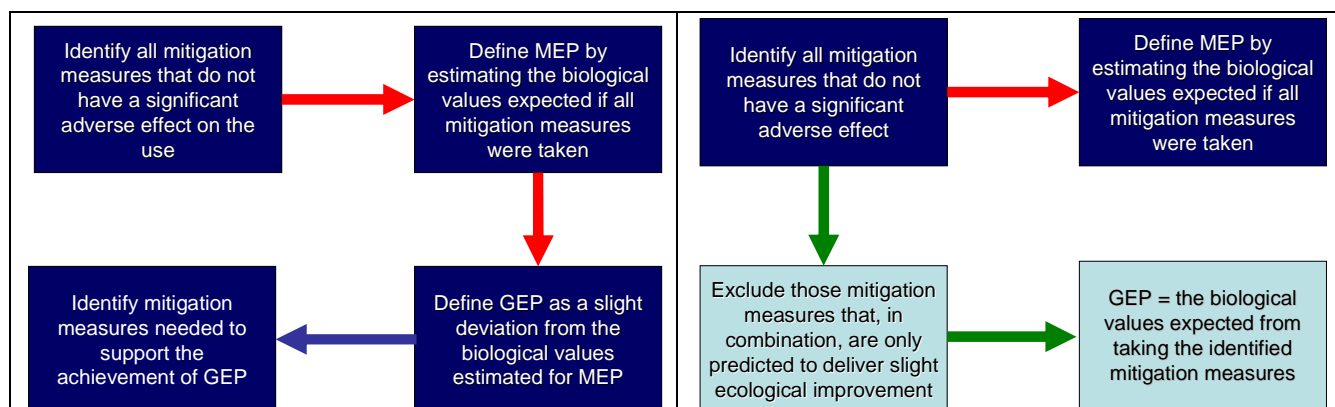 Identify all mitigation
measures that do not
have a significant
adverse effect on the
use
Define MEP by
estimating the biological
values expected if all
mitigation measures
were taken
Identify mitigation
measures needed to
support the
achievement of GEP
Define GEP as a slight
deviation from the
biological values
estimated for MEP
Identify all mitigation
measures that do not
have a significant
adverse effect
Define MEP by
estimating the biological
values expected if all
mitigation measures
were taken
Exclude those mitigation
measures that, in
combination, are only
predicted to deliver slight
ecological improvement
GEP = the biological
values expected from
taking the identified
mitigation measures